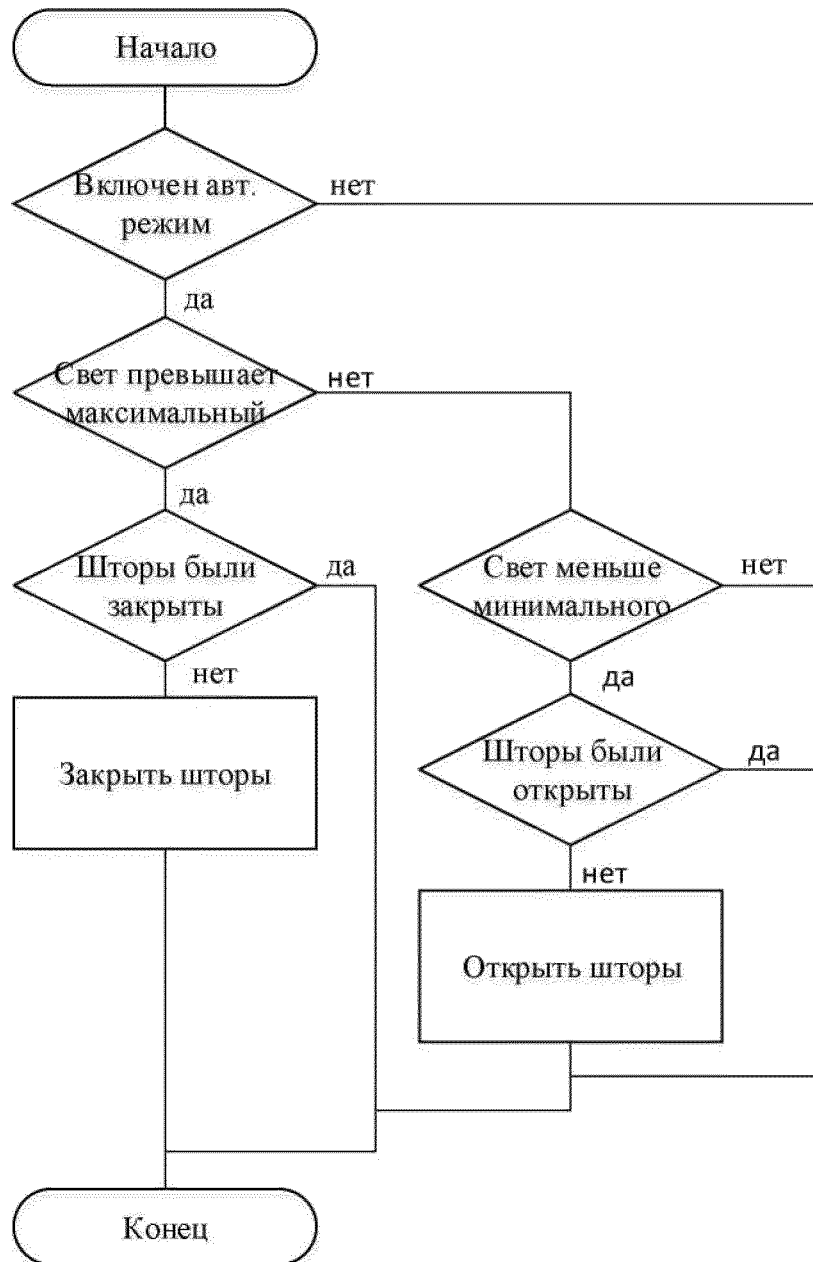 Начало
Включен авт.
режим
нет
да
Свет превышает
максимальный
нет
да
Шторы были
закрыты
да
Свет меньше
минимального
нет
нет
да
Закрыть шторы
Шторы были
открыты
да
нет
Открыть шторы
Конец